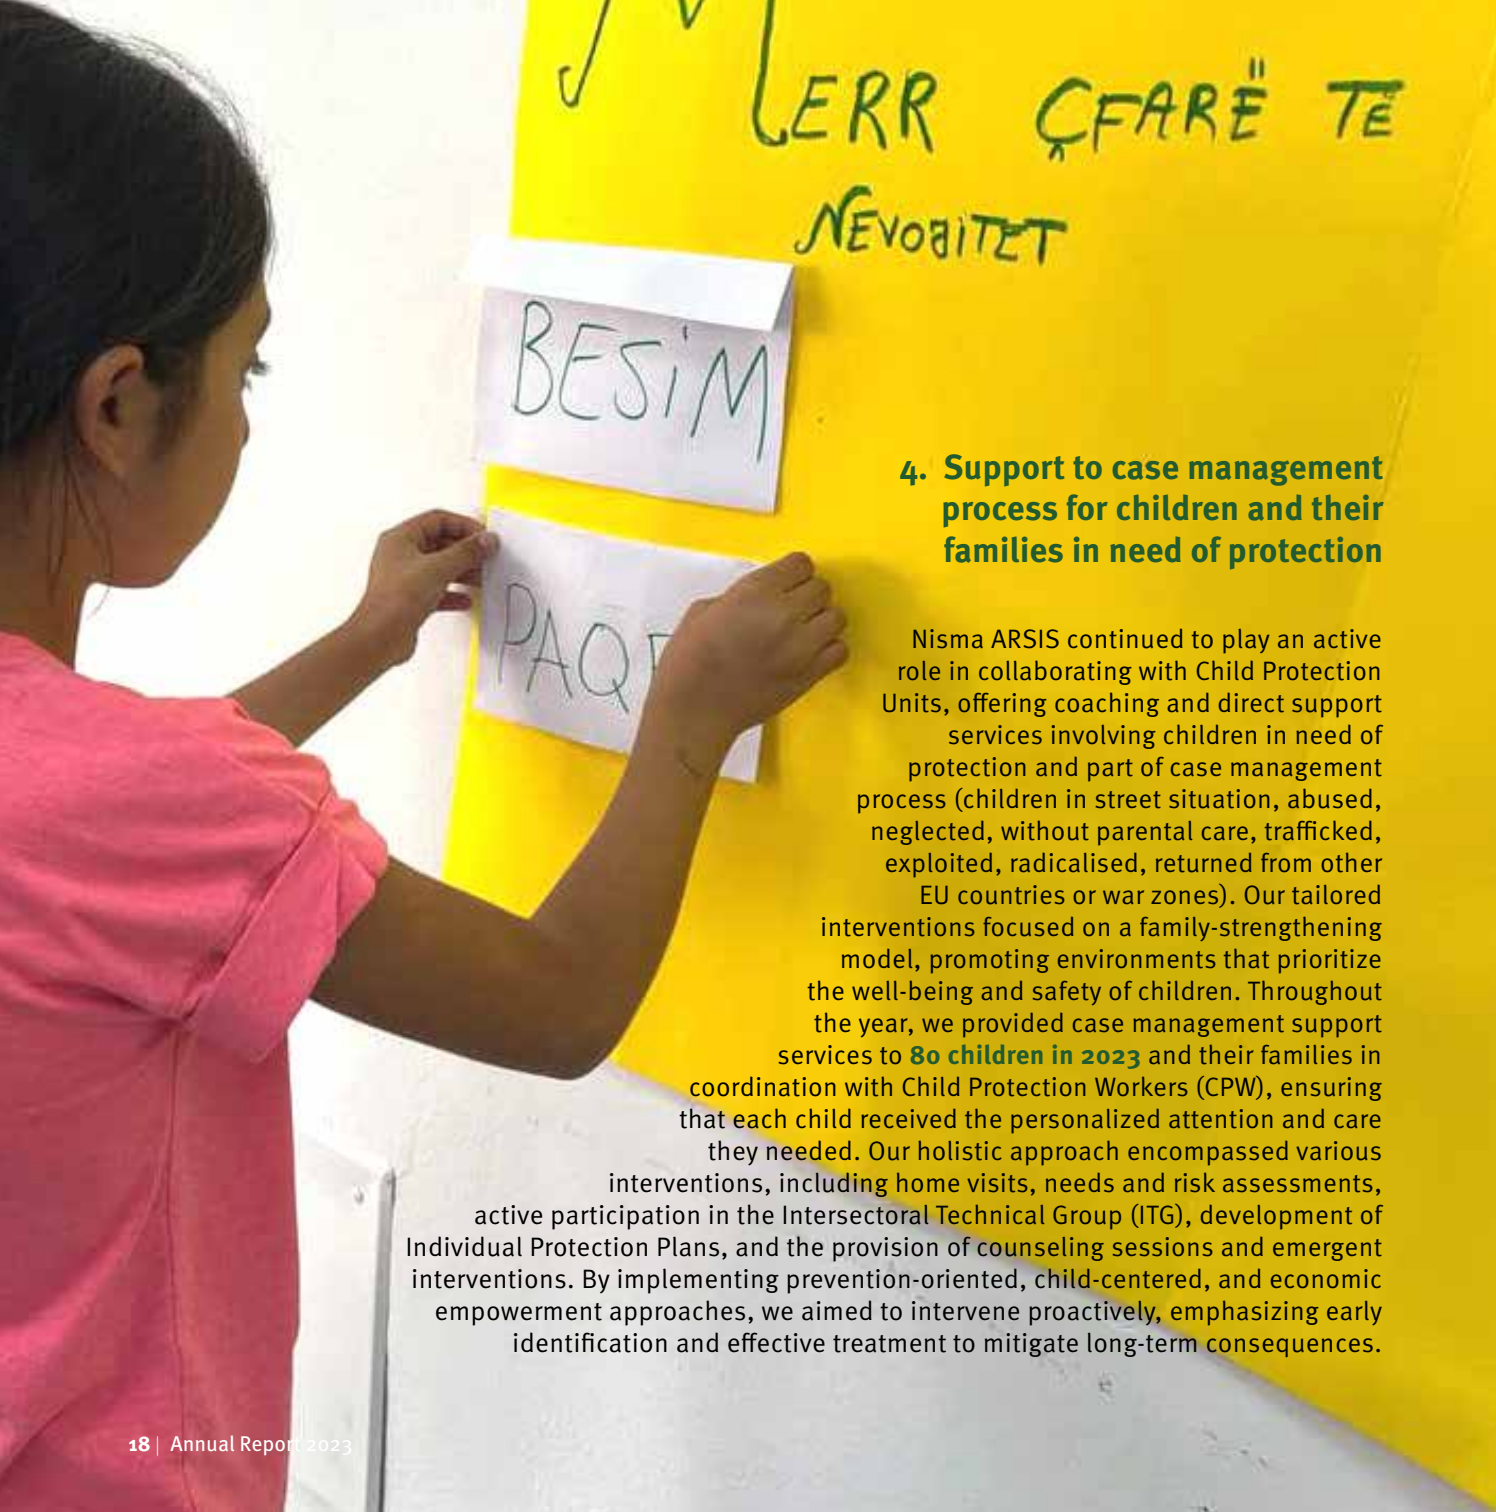 MERR ÇFARË TË
NEVOJITET
BESiM
4. Support to case management
process for children and their
families in need of protection
Nisma ARSIS continued to play an active
role in collaborating with Child Protection
Units, offering coaching and direct support
services involving children in need of
protection and part of case management
process (children in street situation, abused,
neglected, without parental care, trafficked,
exploited, radicalised, returned from other
EU countries or war zones). Our tailored
interventions focused on a family-strengthening
model, promoting environments that prioritize
the well-being and safety of children. Throughout
the year, we provided case management support
services to 80 children in 2023 and their families in
coordination with Child Protection Workers (CPW), ensuring
that each child received the personalized attention and care
they needed. Our holistic approach encompassed various
interventions, including home visits, needs and risk assessments,
active participation in the Intersectoral Technical Group (ITG), development of
Individual Protection Plans, and the provision of counseling sessions and emergent
interventions. By implementing prevention-oriented, child-centered, and economic
empowerment approaches, we aimed to intervene proactively, emphasizing early
identification and effective treatment to mitigate long-term consequences.
18 | Annual Report 2023